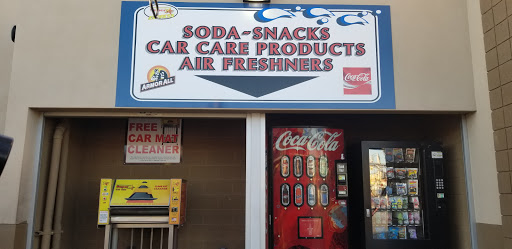 SODA-SNACKS
CAR CARE PRODUCTS
AIR FRESHNERS
ARMOR ALL
Coca-Cola
FREE
CAR MAT
CLEANER
Coca-Cola